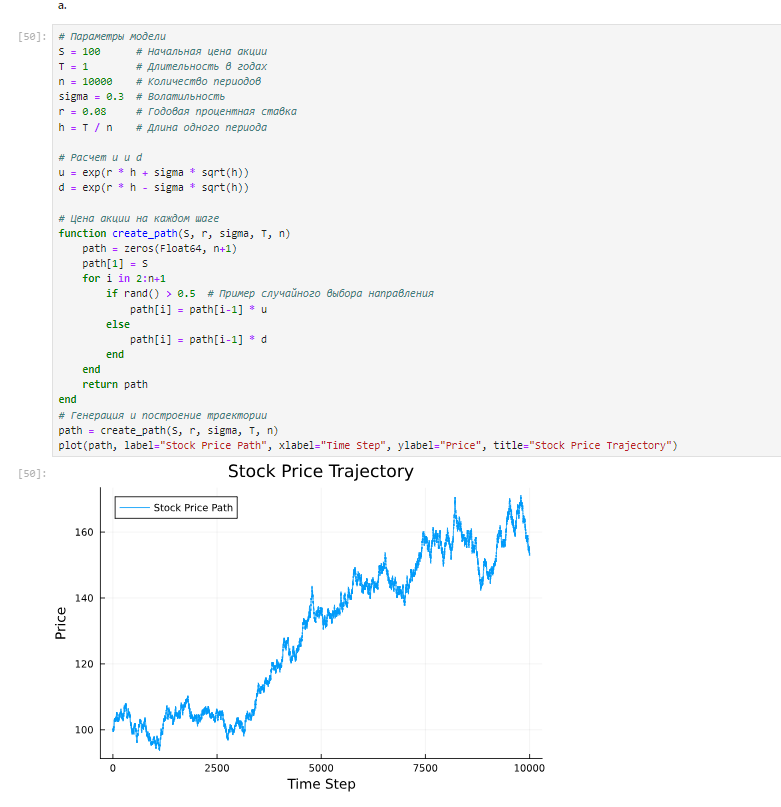 a.
[50]:
# Параметры модели
S = 100      # Начальная цена акции
T = 1        # Длительность в годах
n = 10000    # Количество периодов
sigma = 0.3  # Волатильность
r = 0.08     # Годовая процентная ставка
h = T / n    # Длина одного периода

# Расчет u и d
u = exp(r * h + sigma * sqrt(h))
d = exp(r * h - sigma * sqrt(h))

# Цена акции на каждом шаге
function create_path(S, r, sigma, T, n)
    path = zeros(Float64, n+1)
    path[1] = S
    for i in 2:n+1
        if rand() > 0.5  # Пример случайного выбора направления
            path[i] = path[i-1] * u
        else
            path[i] = path[i-1] * d
        end
    end
    return path
end
# Генерация и построение траектории
path = create_path(S, r, sigma, T, n)
plot(path, label="Stock Price Path", xlabel="Time Step", ylabel="Price", title="Stock Price Trajectory")
[50]:
Stock Price Trajectory
Stock Price Path
160
140
120
100
Price
0 2500 5000 7500 10000
Time Step